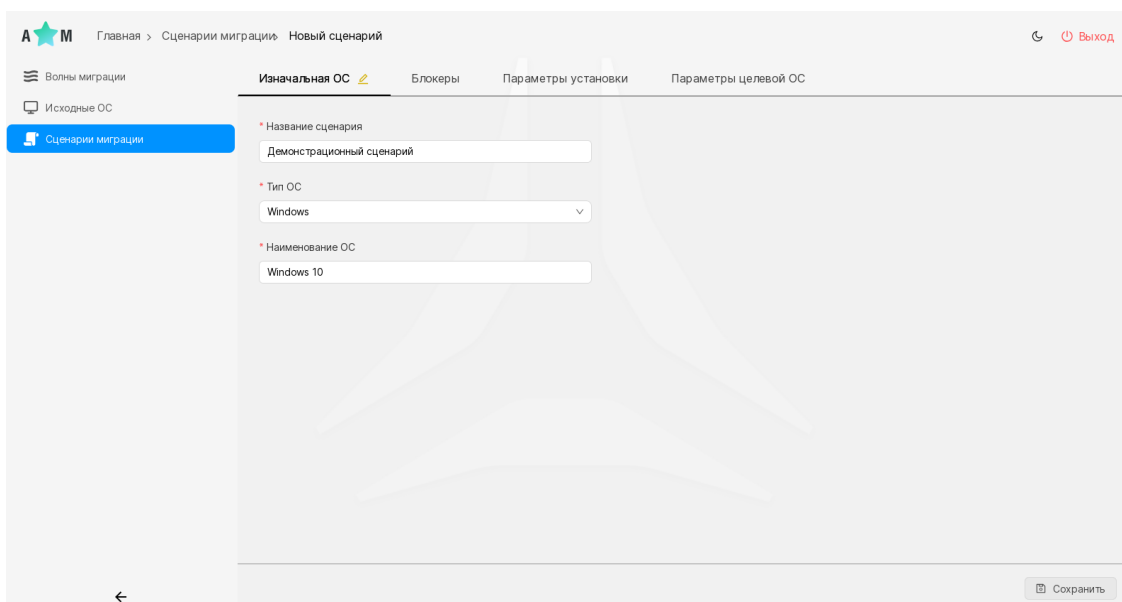 А М Главная > Сценарии миграции > Новый сценарий Выход
Волны миграции
Исходные ОС
Сценарии миграции
Изначальная ОС Блокеры Параметры установки Параметры целевой ОС
* Название сценария
Демонстрационный сценарий
* Тип ОС
Windows
* Наименование ОС
Windows 10
Сохранить